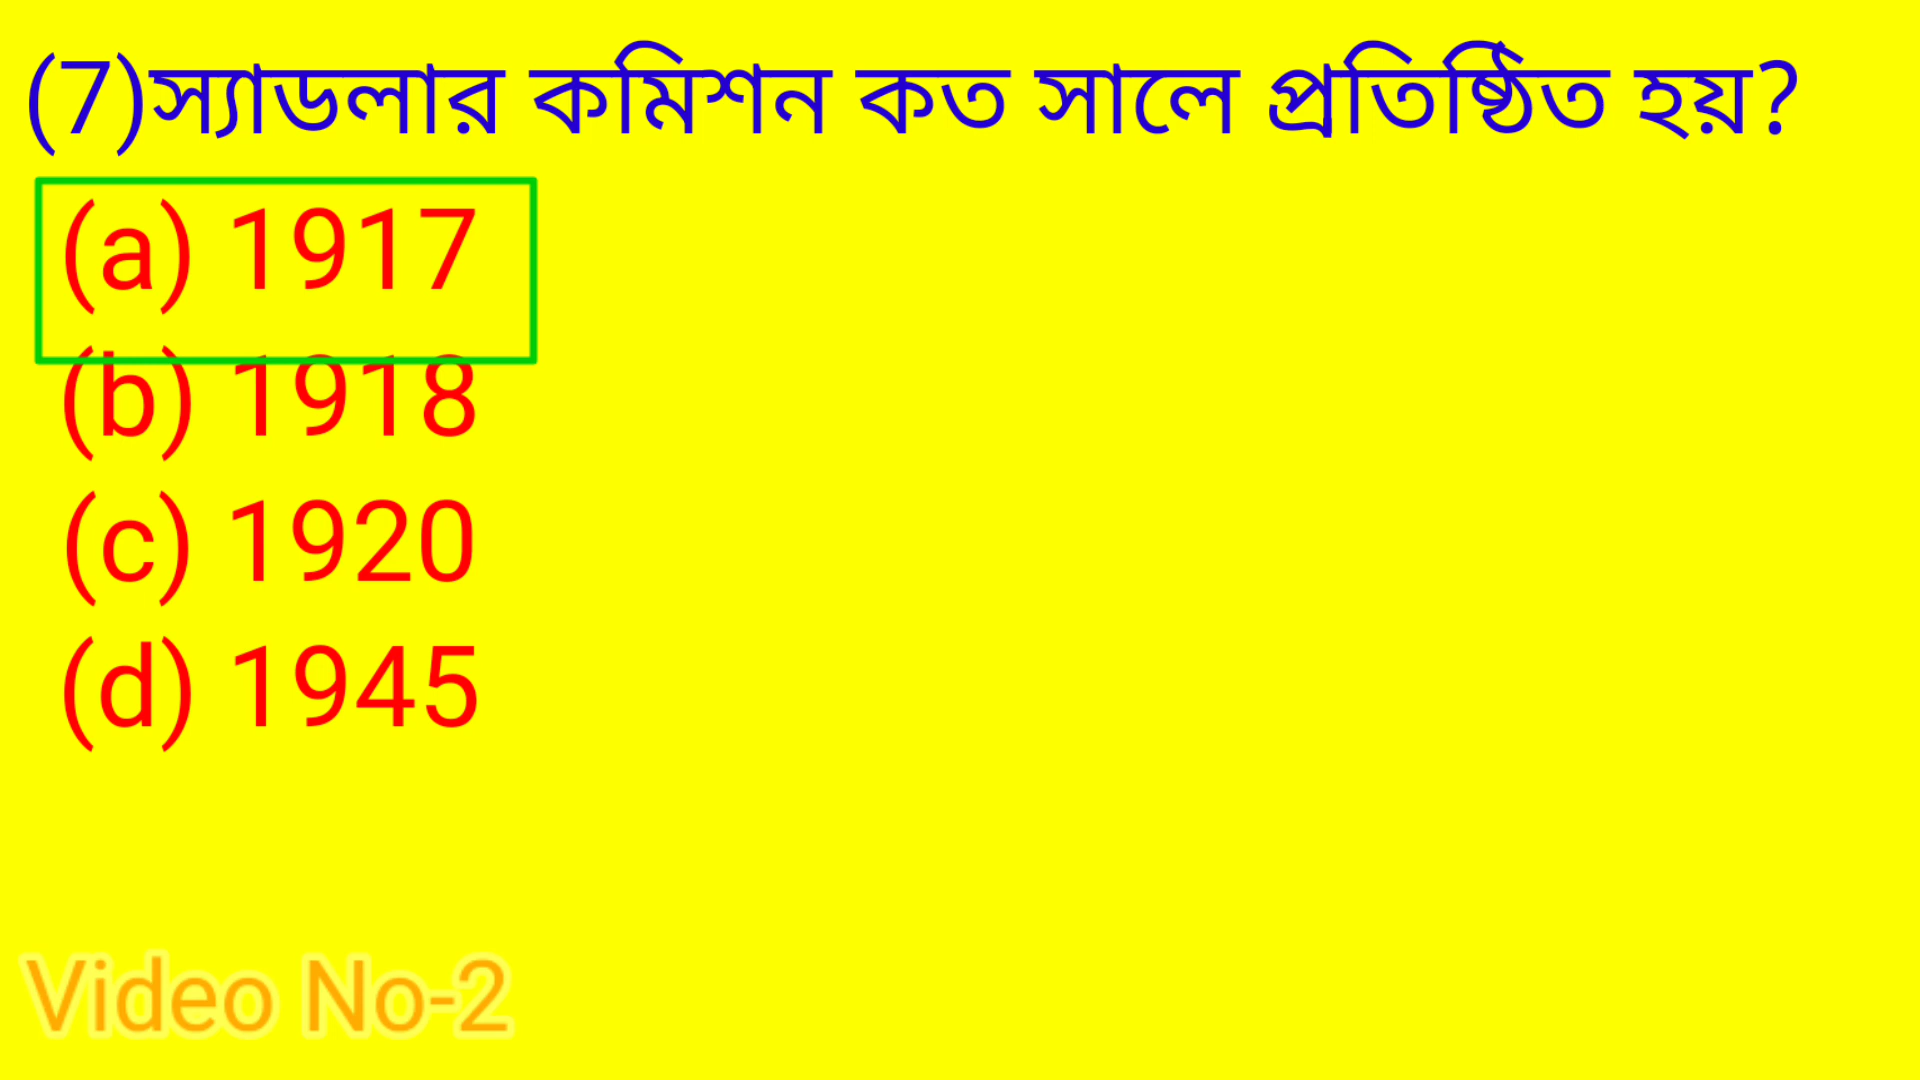 (7)স্যাডলার কমিশন কত সালে প্রতিষ্ঠিত হয়?
(a) 1917
(b) 1918
(c) 1920
(d) 1945
Video No-2